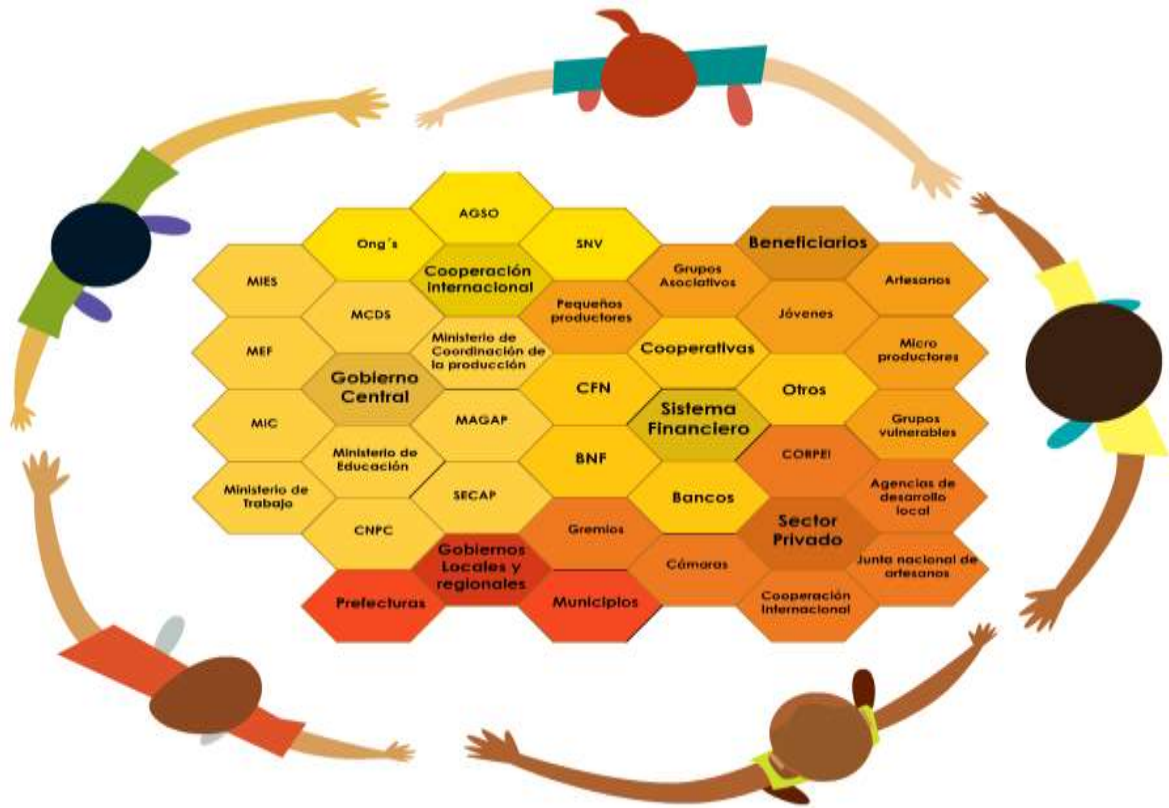 AGSO
Ong´s
SNV
Cooperación
internacional
MIES
MCDS
MEF
Ministerio de
Coordinación de
la producción
Gobierno
Central
MIC
MAGAP
Ministerio de
Educación
Ministerio de
Trabajo
SECAP
CNPC
Gobiernos
Locales y
regionales
Prefecturas
Municipios
Beneficiarios
Grupos
Asociativos
Artesanos
Pequeños
productores
Jóvenes
Micro
productores
Cooperativas
CFN
Otros
Sistema
Financiero
Grupos
vulnerables
BNF
CORPEI
Bancos
Agencias de
desarrollo
local
Gremios
Sector
Privado
Cámaras
Junta nacional de
artesanos
Cooperación
Internacional